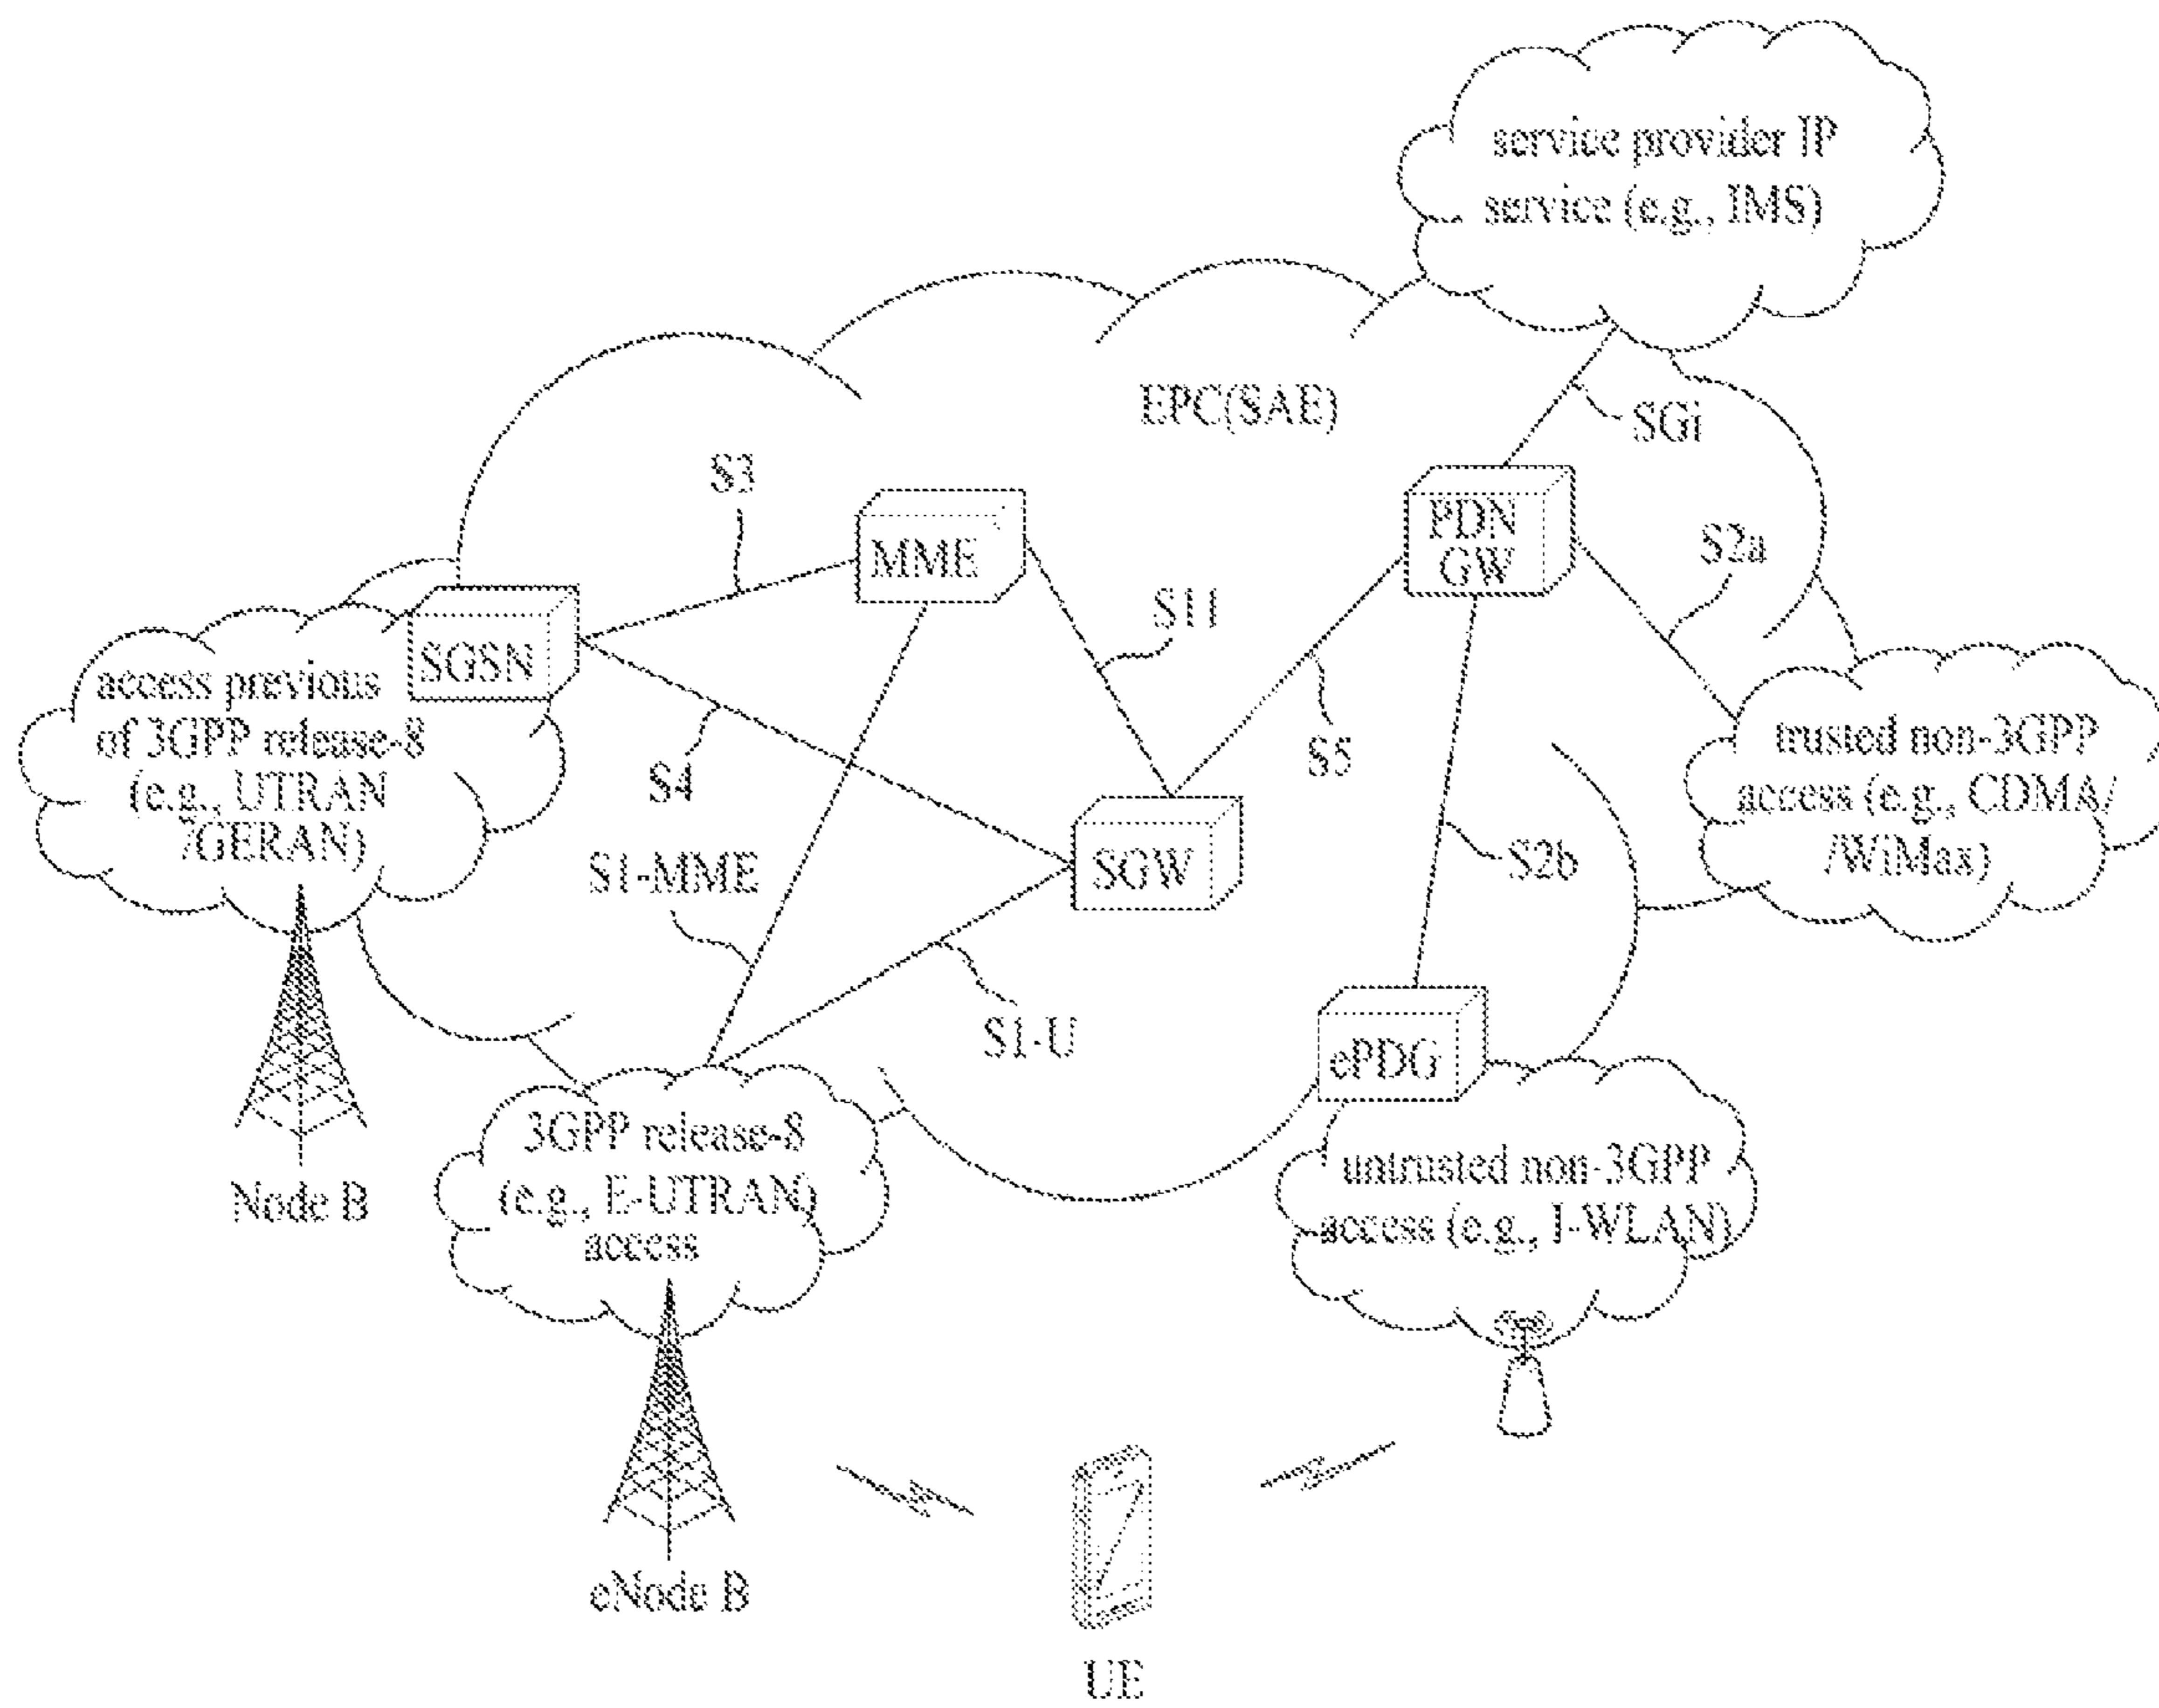 service provider IP
service (e.g., IMS)
EPC(SAE)
SGi
S3
MME
PDN
GW
S2a
S11
SGSN
access previous
of 3GPP release-8
(e.g., UTRAN
/GERAN)
S4
S5
trusted non-3GPP
access (e.g., CDMA/
/WiMax)
S1-MME
SGW
S2b
S1-U
ePDG
3GPP release-8
(e.g., E-UTRAN)
access
untrusted non-3GPP
access (e.g., I-WLAN)
Node B
eNode B
UE